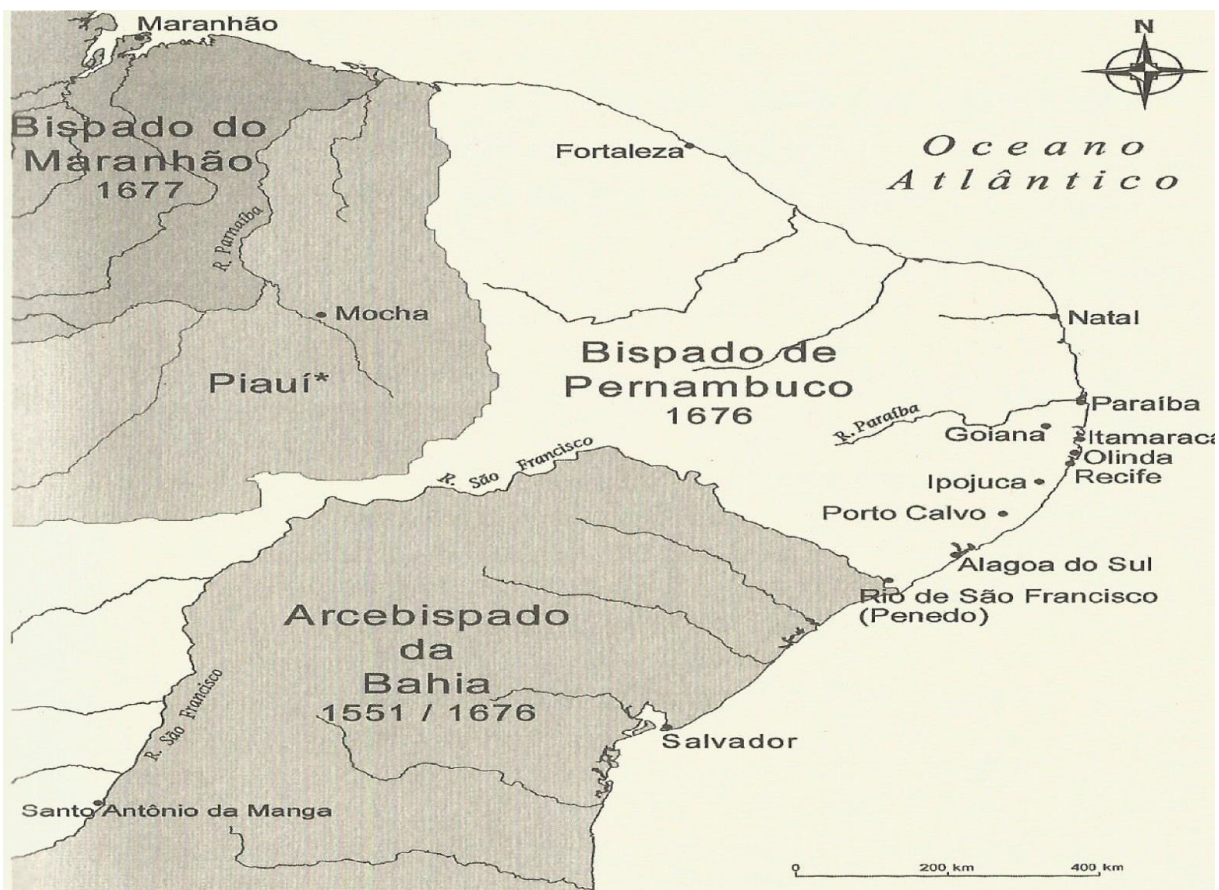 Maranhão
N
Bispado do
Maranhão
1677
Oceano
Atlântico
Fortaleza
R. Parnaíba
Mocha
Natal
Bispado de
Pernambuco
1676
Piauí*
Paraíba
R. Paraíba
Goiana
Itamaracá
Olinda
Recife
R. São Francisco
Ipojuca
Porto Calvo
Alagoa do Sul
Rio de São Francisco
(Penedo)
Arcebispado
da
Bahia
1551 / 1676
R. São Francisco
Salvador
Santo Antônio da Manga
0
200 km
400 km